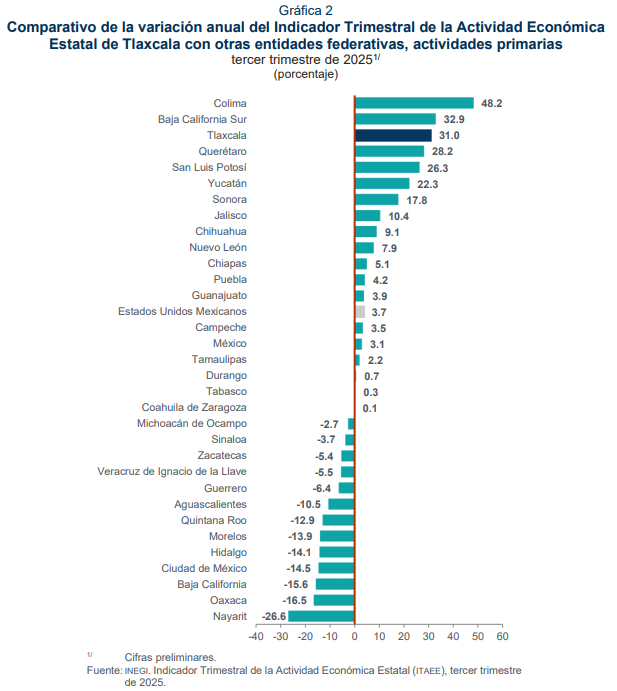 Gráfica 2
Comparativo de la variación anual del Indicador Trimestral de la Actividad Económica
Estatal de Tlaxcala con otras entidades federativas, actividades primarias
tercer trimestre de 2025¹/
(porcentaje)
Colima 48.2
Baja California Sur 32.9
Tlaxcala 31.0
Querétaro 28.2
San Luis Potosí 26.3
Yucatán 22.3
Sonora 17.8
Jalisco 10.4
Chihuahua 9.1
Nuevo León 7.9
Chiapas 5.1
Puebla 4.2
Guanajuato 3.9
Estados Unidos Mexicanos 3.7
Campeche 3.5
México 3.1
Tamaulipas 2.2
Durango 0.7
Tabasco 0.3
Coahuila de Zaragoza 0.1
Michoacán de Ocampo -2.7
Sinaloa -3.7
Zacatecas -5.4
Veracruz de Ignacio de la Llave -5.5
Guerrero -6.4
Aguascalientes -10.5
Quintana Roo -12.9
Morelos -13.9
Hidalgo -14.1
Ciudad de México -14.5
Baja California -15.6
Oaxaca -16.5
Nayarit -26.6
-40 -30 -20 -10 0 10 20 30 40 50 60
¹/ Cifras preliminares.
Fuente: INEGI. Indicador Trimestral de la Actividad Económica Estatal (ITAEE), tercer trimestre
de 2025.